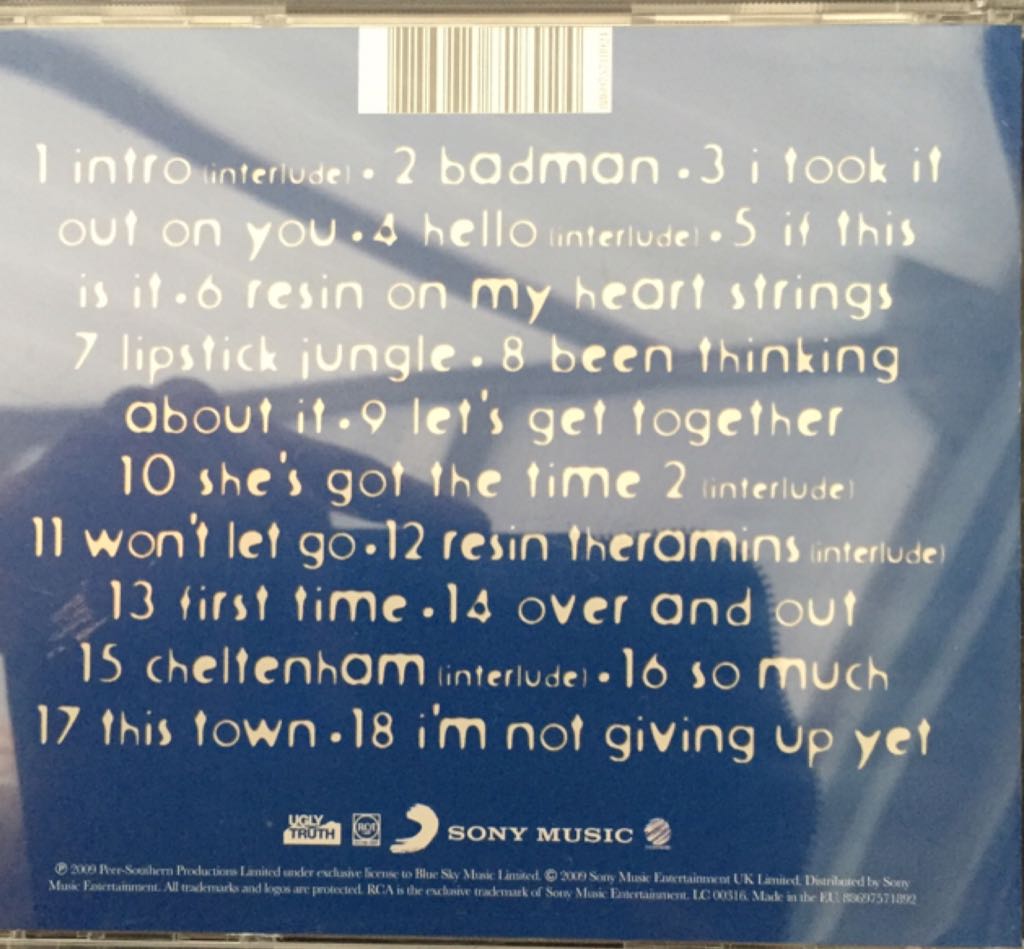 1 intro (interlude) • 2 badman • 3 i took it
out on you • 4 hello (interlude) • 5 if this
is it • 6 resin on my heart strings
7 lipstick jungle • 8 been thinking
about it • 9 let's get together
10 she's got the time 2 (interlude)
11 won't let go • 12 resin theramins (interlude)
13 first time • 14 over and out
15 cheltenham (interlude) • 16 so much
17 this town • 18 i'm not giving up yet
UGLY TRUTH SONY MUSIC
℗ 2009 Peer-Southern Productions Limited under exclusive license to Blue Sky Music Limited. © 2009 Sony Music Entertainment UK Limited. Distributed by Sony
Music Entertainment. All trademarks and logos are protected. RCA is the exclusive trademark of Sony Music Entertainment. LC 00316. Made in the EU. 88697571892